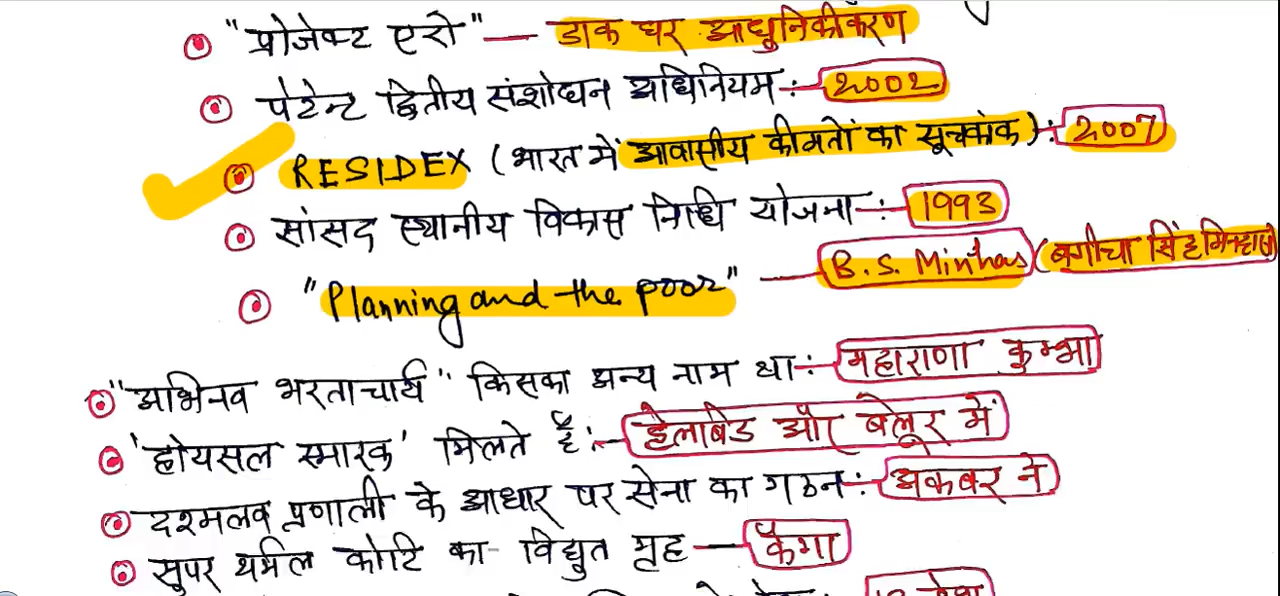 "प्रोजेक्ट एरो" — डाक घर आधुनिकीकरण
पेटेन्ट द्वितीय संशोधन अधिनियम :- 2002
RESIDEX (भारत में आवासीय कीमतों का सूचकांक) :- 2007
सांसद स्थानीय विकास निधि योजना :- 1993
"Planning and the poor" — B. S. Minhas (बगीचा सिंह मिनहास)
"अभिनव भरताचार्य" किसका अन्य नाम था :- महाराणा कुम्भा
'होयसल स्मारक' मिलते हैं :- हेलाबिड और बेलूर में
दशमलव प्रणाली के आधार पर सेना का गठन :- अकबर ने
सुपर थर्मल कोटि का विद्युत गृह — कैगा